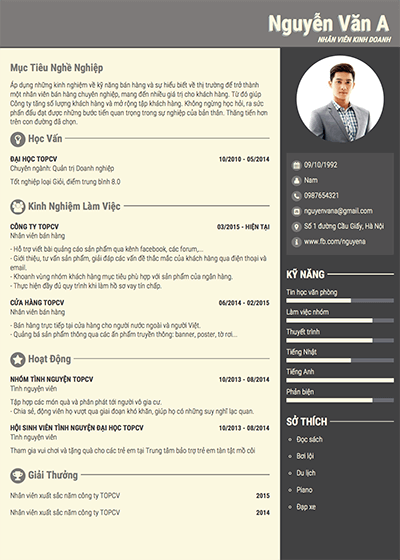 Nguyễn Văn A
NHÂN VIÊN KINH DOANH
Mục Tiêu Nghề Nghiệp
Áp dụng những kinh nghiệm về kỹ năng bán hàng và sự hiểu biết về thị trường để trở thành
một nhân viên bán hàng chuyên nghiệp, mang đến nhiều giá trị cho khách hàng. Từ đó giúp
Công ty tăng số lượng khách hàng và mở rộng tập khách hàng. Không ngừng học hỏi, ra sức
phấn đấu đạt được những bước tiến quan trọng trong sự nghiệp của bản thân. Thăng tiến hơn
trên con đường đã chọn.
Học Vấn
ĐẠI HỌC TOPCV 10/2010 - 05/2014
Chuyên ngành: Quản trị Doanh nghiệp
Tốt nghiệp loại Giỏi, điểm trung bình 8.0
Kinh Nghiệm Làm Việc
CÔNG TY TOPCV 03/2015 - HIỆN TẠI
Nhân viên bán hàng
- Hỗ trợ viết bài quảng cáo sản phẩm qua kênh facebook, các forum,...
- Giới thiệu, tư vấn sản phẩm, giải đáp các vấn đề thắc mắc của khách hàng qua điện thoại và
email.
- Khoanh vùng nhóm khách hàng mục tiêu phù hợp với sản phẩm của ngân hàng.
- Thực hiện đầy đủ quy trình khi làm hồ sơ vay tín chấp.
CỬA HÀNG TOPCV 06/2014 - 02/2015
Nhân viên bán hàng
- Bán hàng trực tiếp tại cửa hàng cho người nước ngoài và người Việt.
- Quảng bá sản phẩm thông qua các ấn phẩm truyền thông: banner, poster, tờ rơi...
Hoạt Động
NHÓM TÌNH NGUYỆN TOPCV 10/2013 - 08/2014
Tình nguyện viên
Tập hợp các món quà và phân phát tới người vô gia cư.
- Chia sẻ, động viên họ vượt qua giai đoạn khó khăn, giúp họ có những suy nghĩ lạc quan.
HỘI SINH VIÊN TÌNH NGUYỆN ĐẠI HỌC TOPCV 10/2013 - 08/2014
Tình nguyện viên
Tham gia vui chơi và tặng quà cho các trẻ em tại Trung tâm bảo trợ trẻ em tàn tật mồ côi
Giải Thưởng
Nhân viên xuất sắc năm công ty TOPCV 2015
Nhân viên xuất sắc năm công ty TOPCV 2014
09/10/1992
Nam
0987654321
nguyenvana@gmail.com
Số 1 đường Cầu Giấy, Hà Nội
www.fb.com/nguyena
KỸ NĂNG
Tin học văn phòng
Làm việc nhóm
Thuyết trình
Tiếng Nhật
Tiếng Anh
Phản biện
SỞ THÍCH
Đọc sách
Bơi lội
Du lịch
Piano
Đạp xe